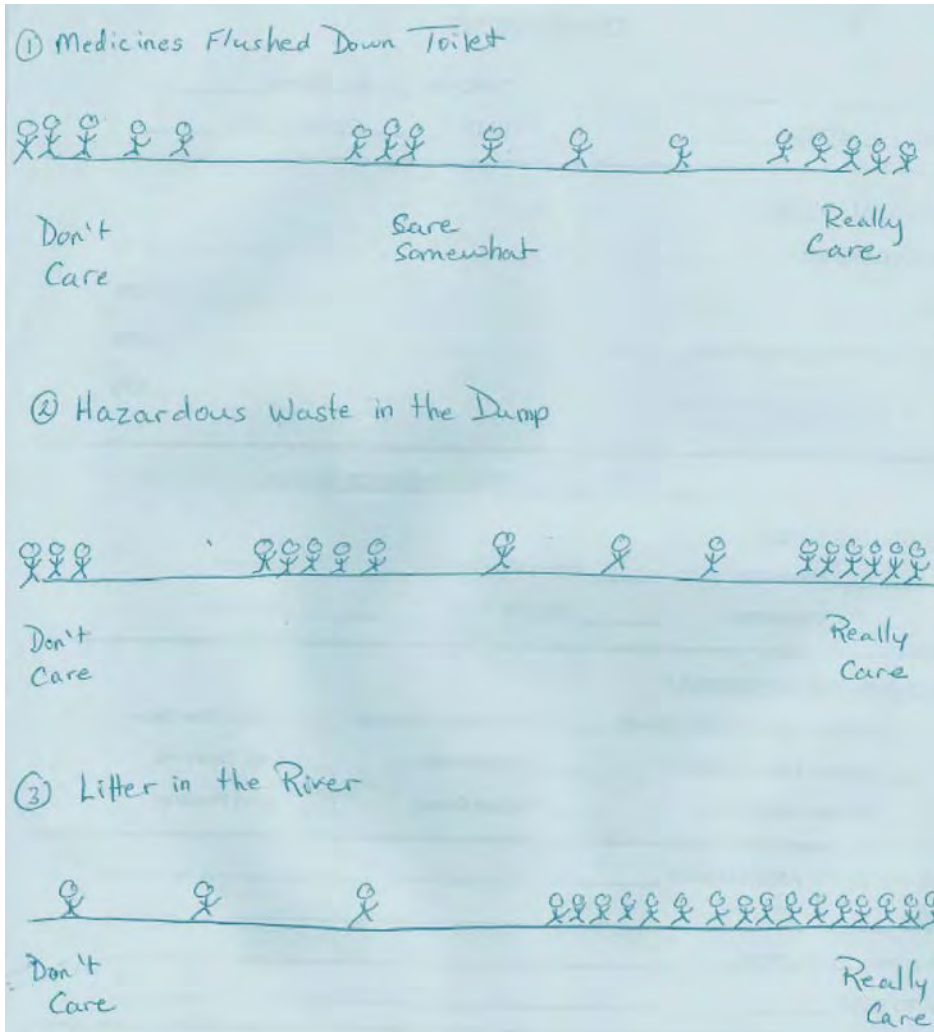 ① Medicines Flushed Down Toilet
Don't
Care
Care
Somewhat
Really
Care
② Hazardous Waste in the Dump
Don't
Care
Really
Care
③ Litter in the River
Don't
Care
Really
Care